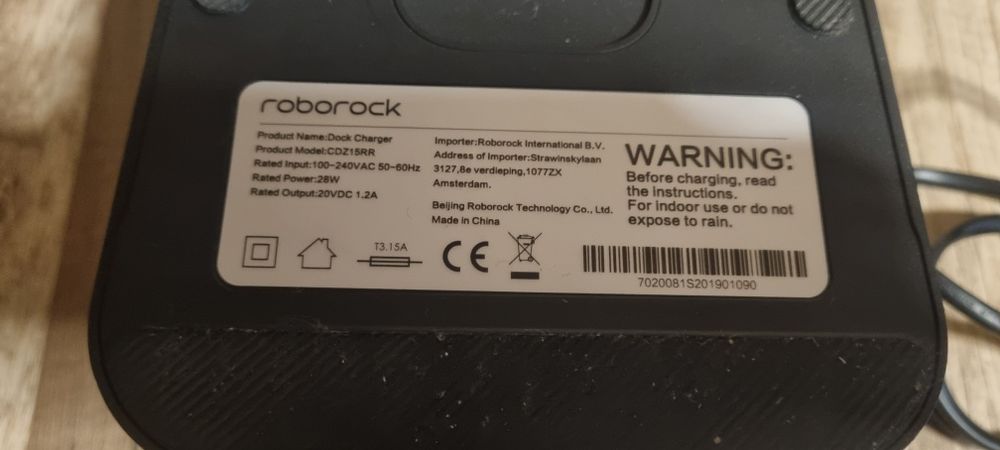 roborock
Product Name:Dock Charger
Product Model:CDZ15RR
Rated Input:100-240VAC 50-60Hz
Rated Power:28W
Rated Output:20VDC 1.2A
Importer:Roborock International B.V.
Address of Importer:Strawinskylaan
3127,8e verdieping,1077ZX
Amsterdam.
Beijing Roborock Technology Co., Ltd.
Made in China
WARNING:
Before charging, read
the instructions.
For indoor use or do not
expose to rain.
T3.15A
CE
7020081S201901090